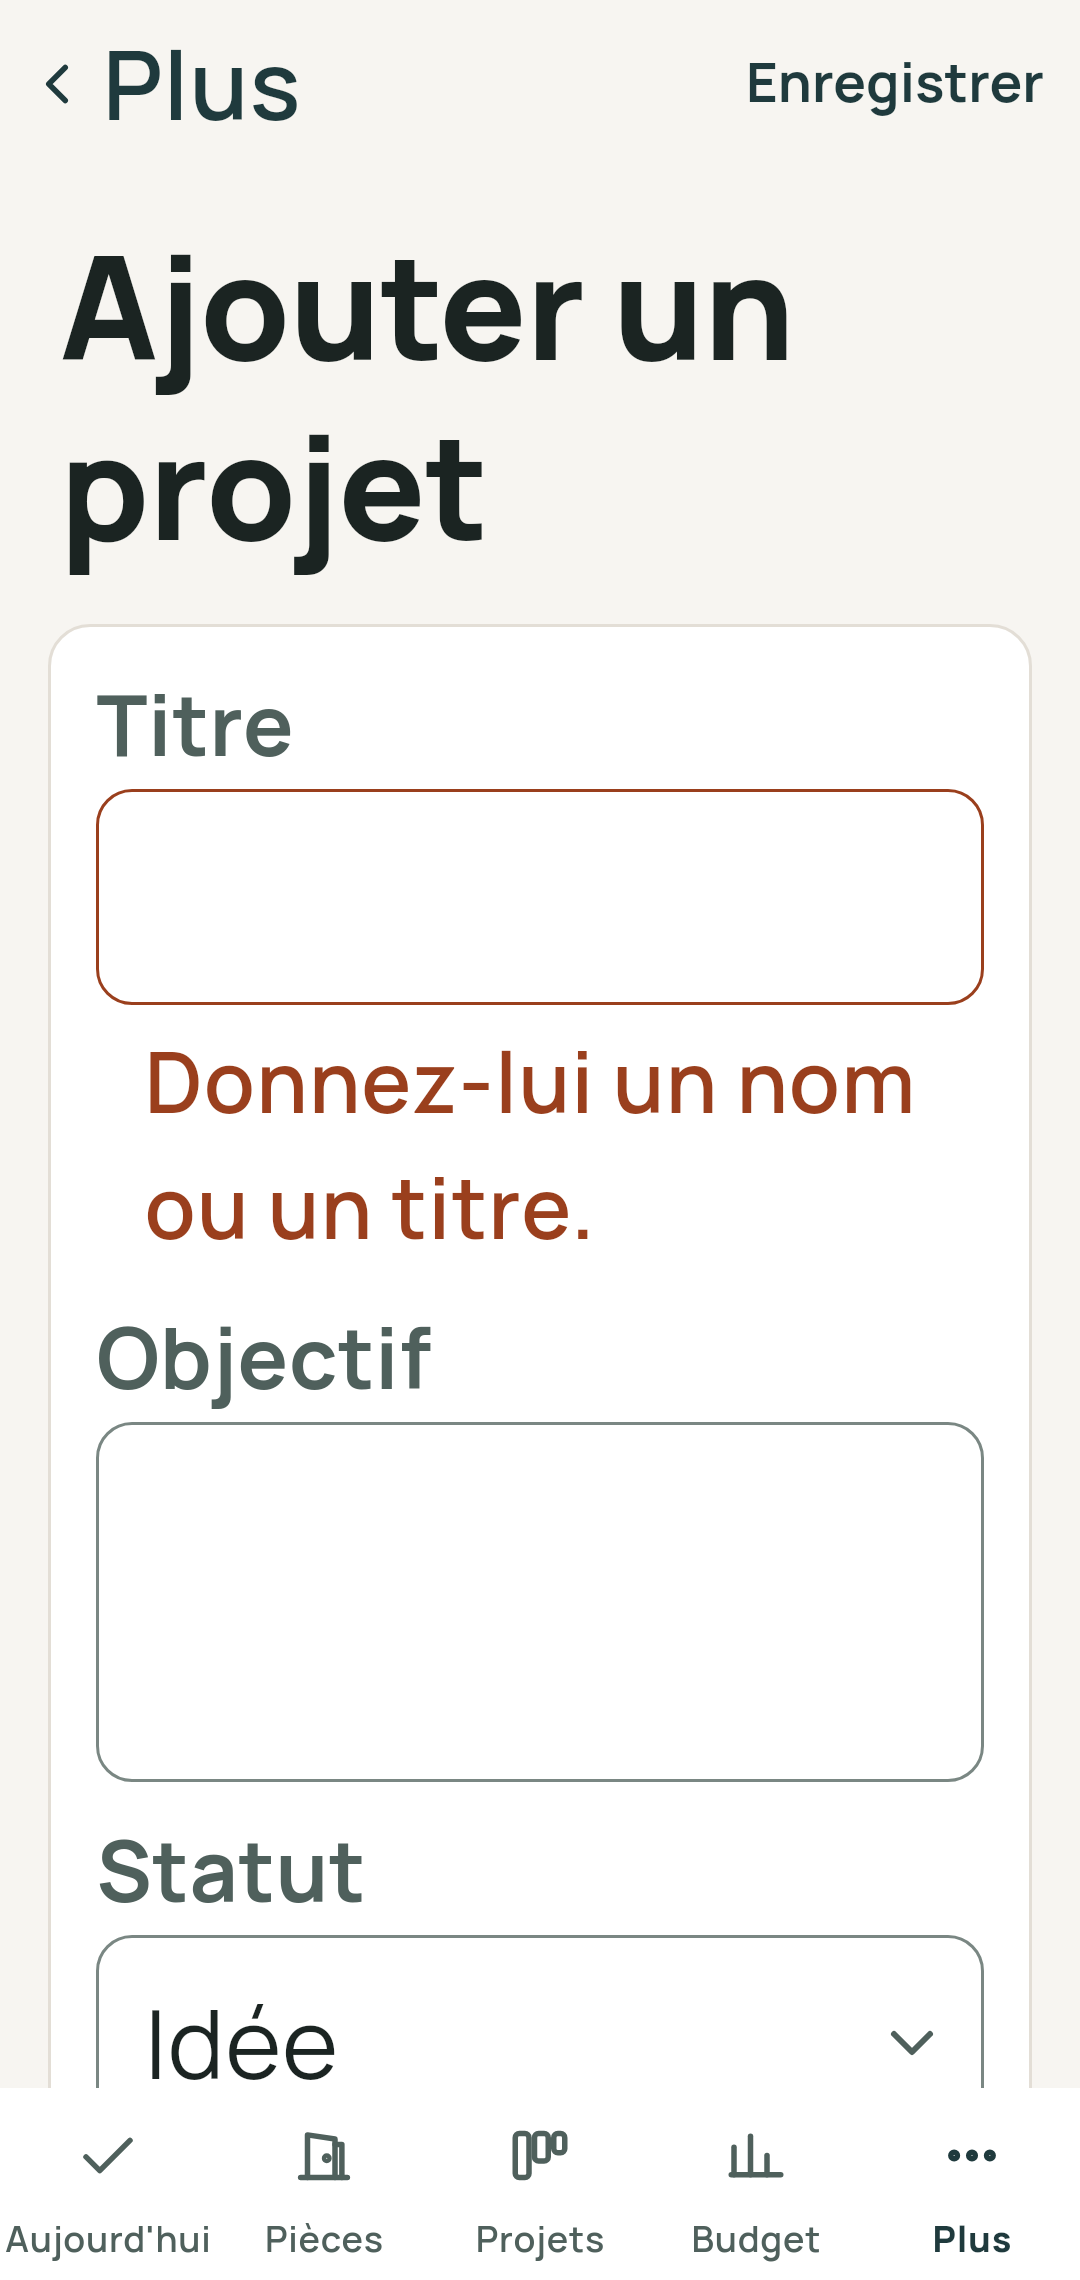 Plus
Enregistrer
Ajouter un
projet
Titre
Donnez-lui un nom
ou un titre.
Objectif
Statut
Idée
Aujourd'hui
Pièces
Projets
Budget
Plus